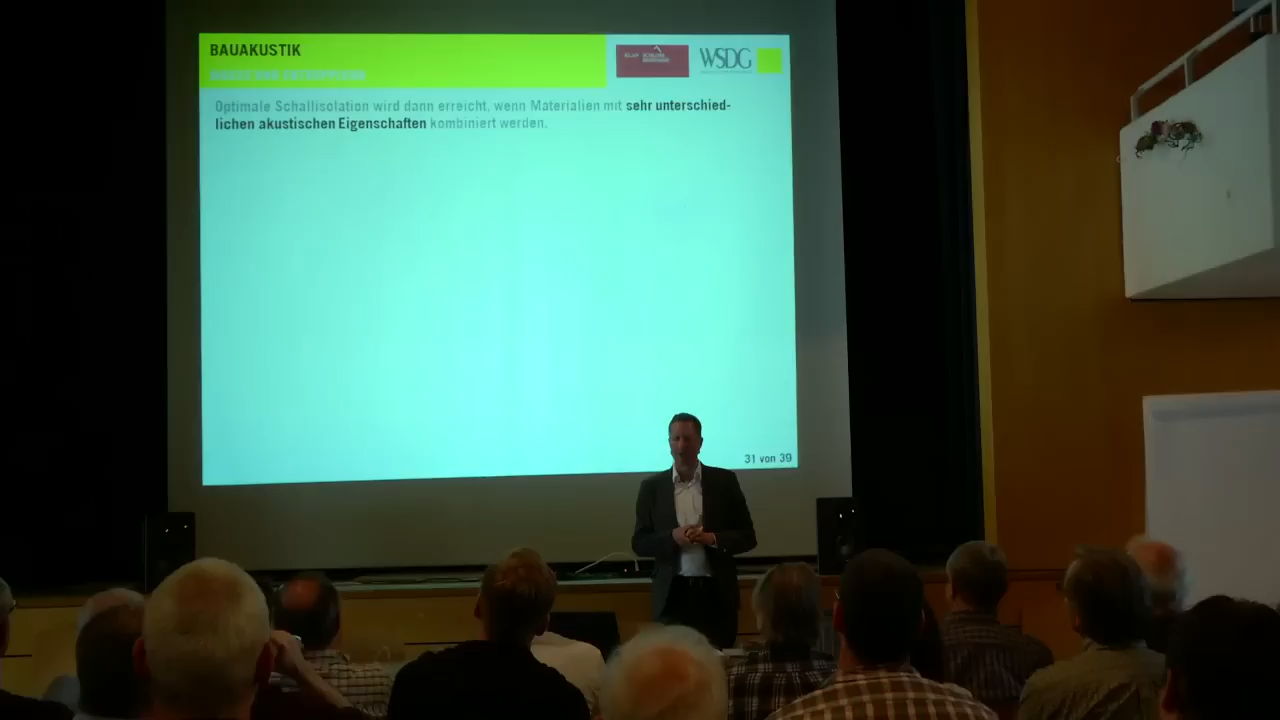 BAUAKUSTIK
WSDG
Optimale Schallisolation wird dann erreicht, wenn Materialien mit sehr unterschied-
lichen akustischen Eigenschaften kombiniert werden.
31 von 39